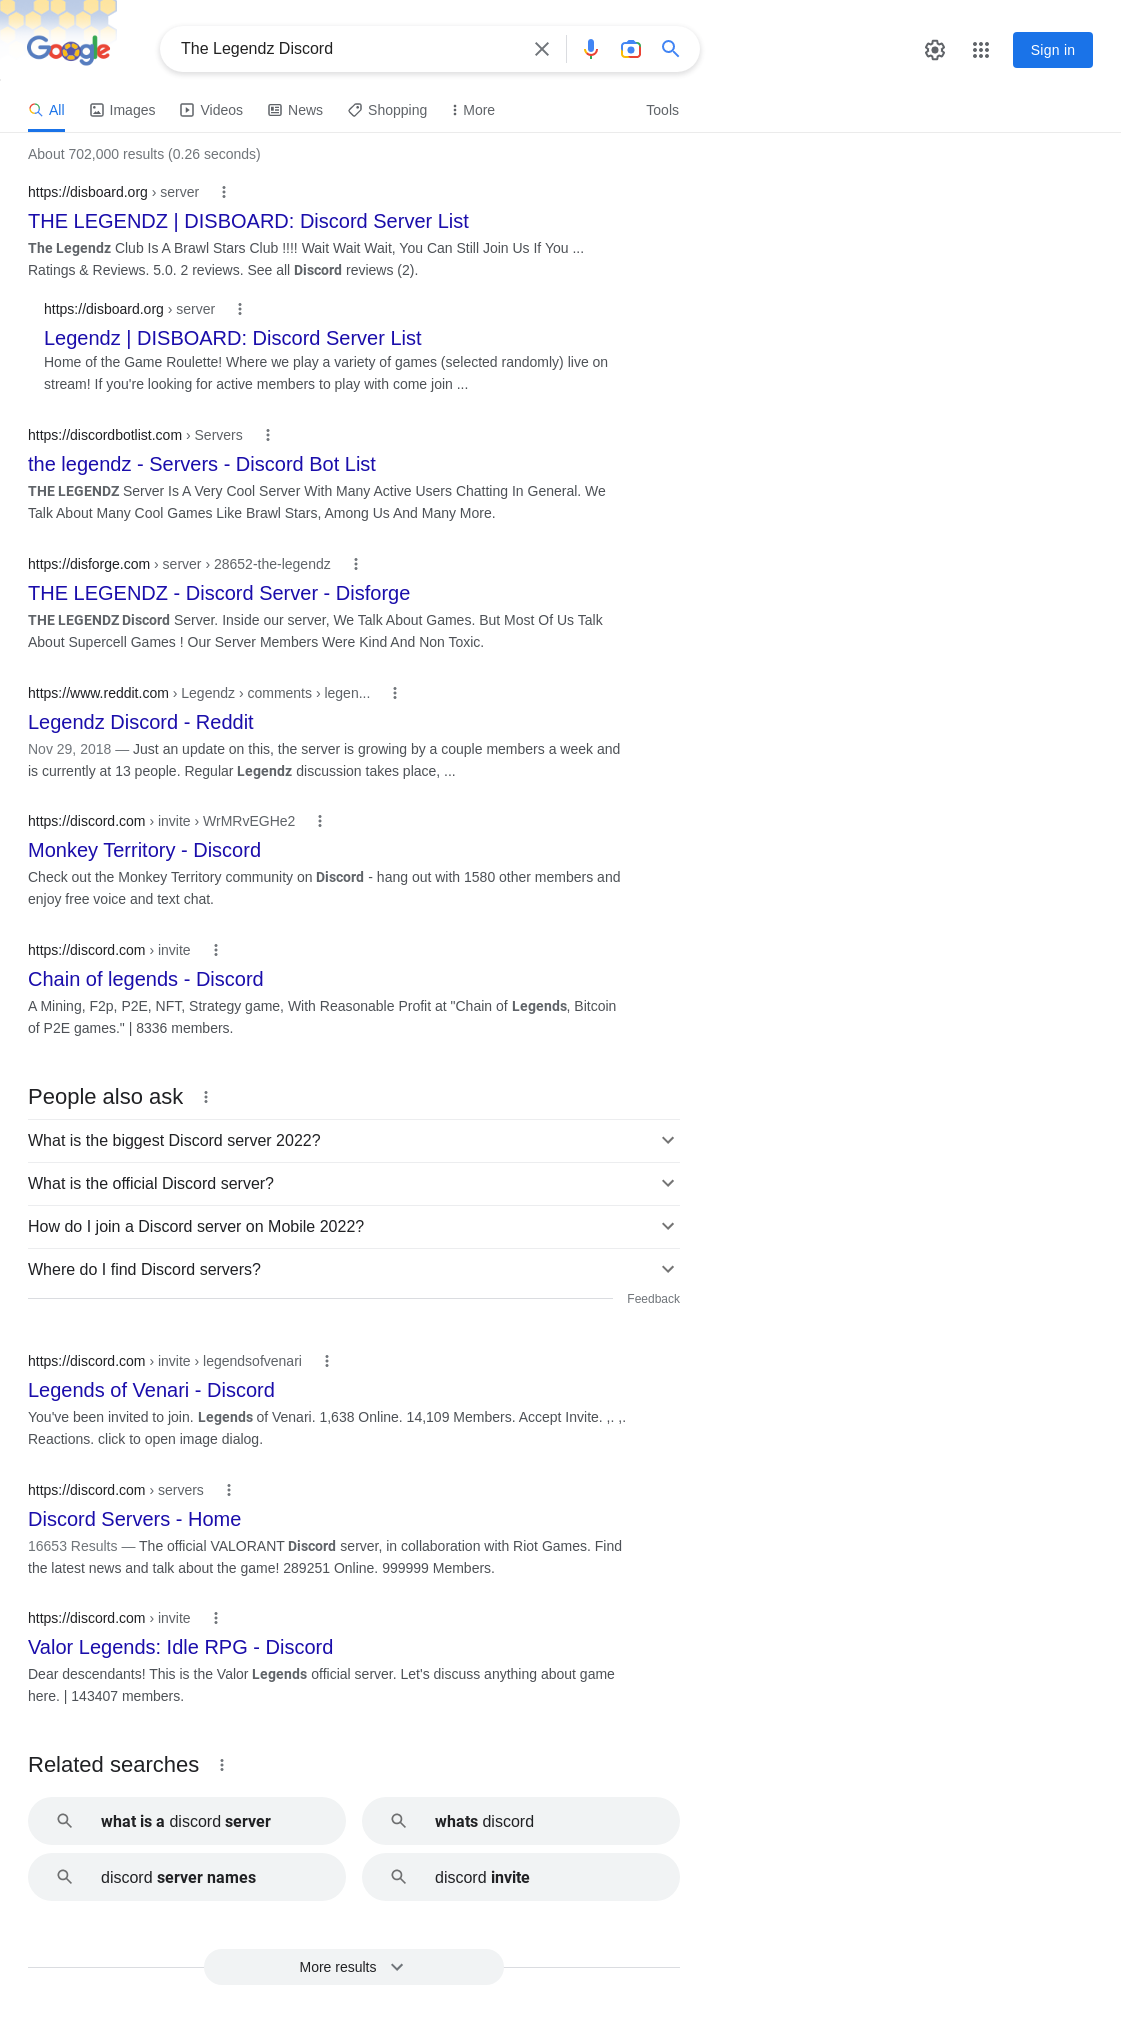 Google
The Legendz Discord
Sign in
All
Images
Videos
News
Shopping
More
Tools
About 702,000 results (0.26 seconds)
https://disboard.org › server
THE LEGENDZ | DISBOARD: Discord Server List
The Legendz Club Is A Brawl Stars Club !!!! Wait Wait Wait, You Can Still Join Us If You ...
Ratings & Reviews. 5.0. 2 reviews. See all Discord reviews (2).
https://disboard.org › server
Legendz | DISBOARD: Discord Server List
Home of the Game Roulette! Where we play a variety of games (selected randomly) live on
stream! If you're looking for active members to play with come join ...
https://discordbotlist.com › Servers
the legendz - Servers - Discord Bot List
THE LEGENDZ Server Is A Very Cool Server With Many Active Users Chatting In General. We
Talk About Many Cool Games Like Brawl Stars, Among Us And Many More.
https://disforge.com › server › 28652-the-legendz
THE LEGENDZ - Discord Server - Disforge
THE LEGENDZ Discord Server. Inside our server, We Talk About Games. But Most Of Us Talk
About Supercell Games ! Our Server Members Were Kind And Non Toxic.
https://www.reddit.com › Legendz › comments › legen...
Legendz Discord - Reddit
Nov 29, 2018 — Just an update on this, the server is growing by a couple members a week and
is currently at 13 people. Regular Legendz discussion takes place, ...
https://discord.com › invite › WrMRvEGHe2
Monkey Territory - Discord
Check out the Monkey Territory community on Discord - hang out with 1580 other members and
enjoy free voice and text chat.
https://discord.com › invite
Chain of legends - Discord
A Mining, F2p, P2E, NFT, Strategy game, With Reasonable Profit at "Chain of Legends, Bitcoin
of P2E games." | 8336 members.
People also ask
What is the biggest Discord server 2022?
What is the official Discord server?
How do I join a Discord server on Mobile 2022?
Where do I find Discord servers?
Feedback
https://discord.com › invite › legendsofvenari
Legends of Venari - Discord
You've been invited to join. Legends of Venari. 1,638 Online. 14,109 Members. Accept Invite. ,. ,.
Reactions. click to open image dialog.
https://discord.com › servers
Discord Servers - Home
16653 Results — The official VALORANT Discord server, in collaboration with Riot Games. Find
the latest news and talk about the game! 289251 Online. 999999 Members.
https://discord.com › invite
Valor Legends: Idle RPG - Discord
Dear descendants! This is the Valor Legends official server. Let's discuss anything about game
here. | 143407 members.
Related searches
what is a discord server
whats discord
discord server names
discord invite
More results